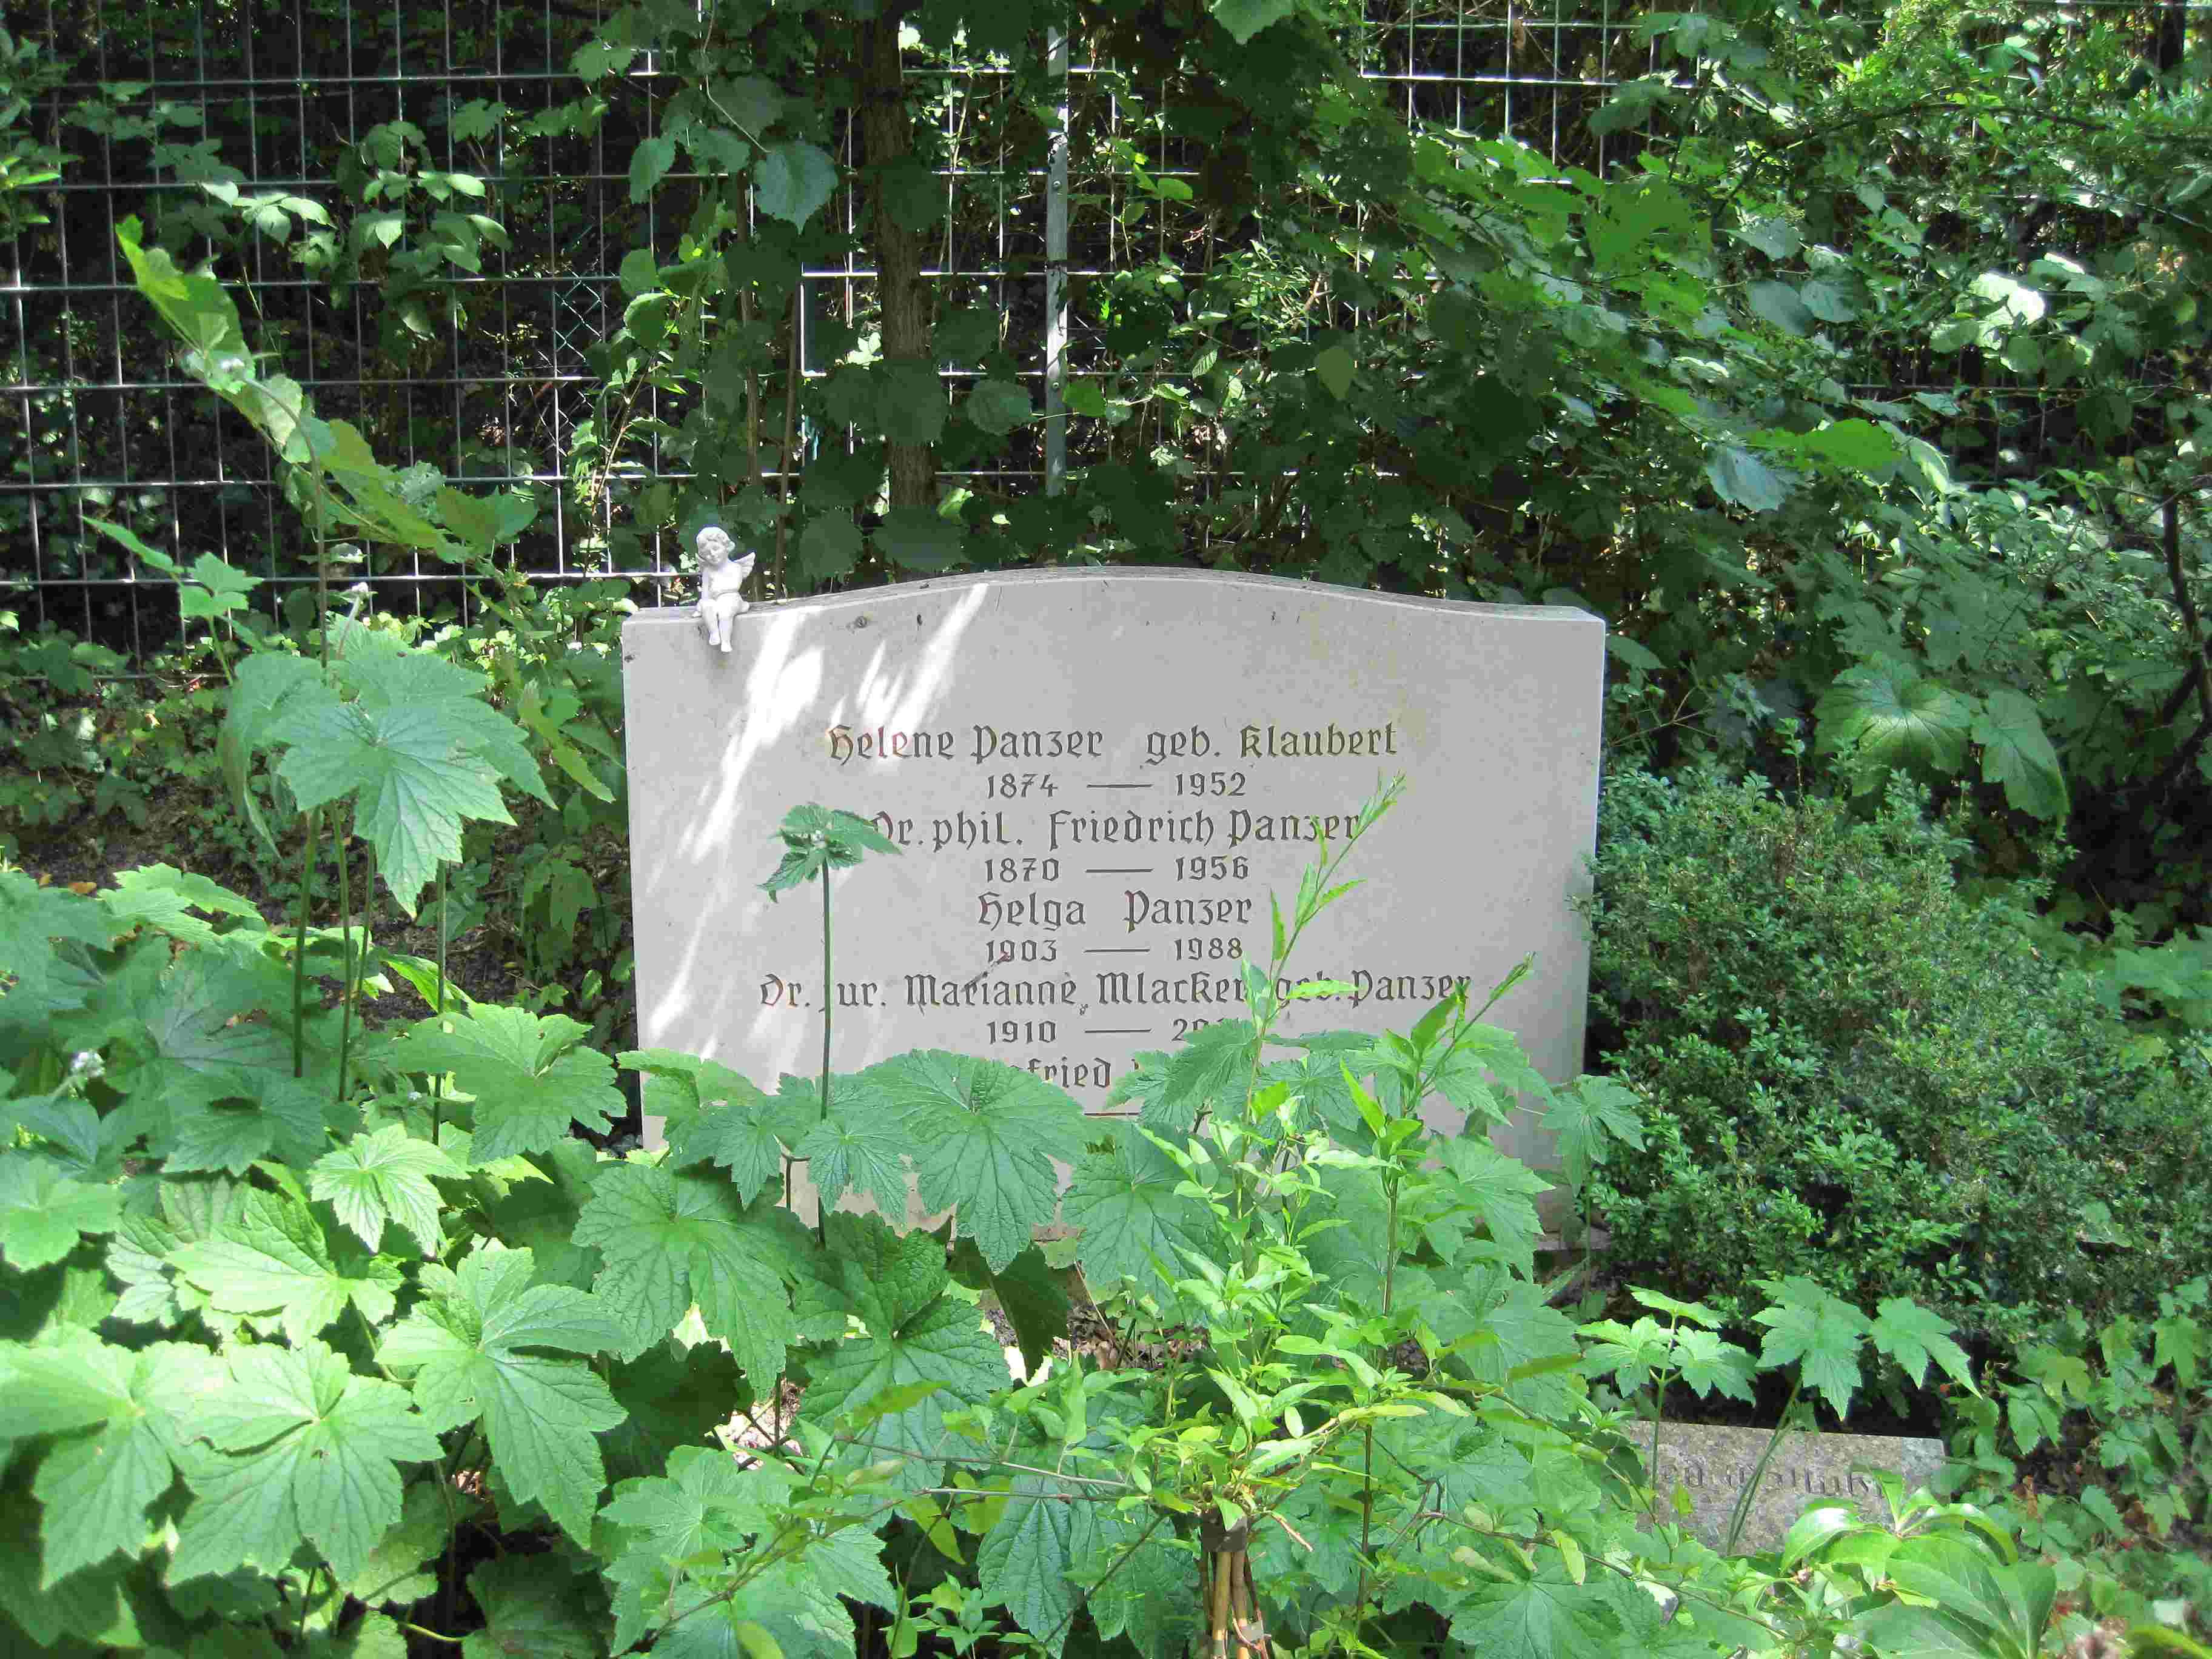 Helene Panzer geb. Klaubert
1874 — 1952
Dr. phil. Friedrich Panzer
1870 — 1956
Helga Panzer
1903 — 1988
Dr. jur. Marianne Mlacker geb. Panzer
1910 —